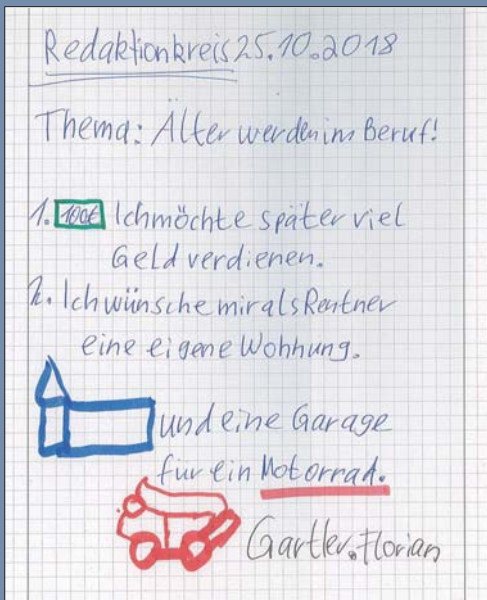 Redaktionkreis 25.10.2018
Thema: Älter werden im Beruf!
1. 100€ Ich möchte später viel
Geld verdienen.
2. Ich wünsche mir als Rentner
eine eigene Wohnung.
und eine Garage
für ein Motorrad.
Gartler, Florian